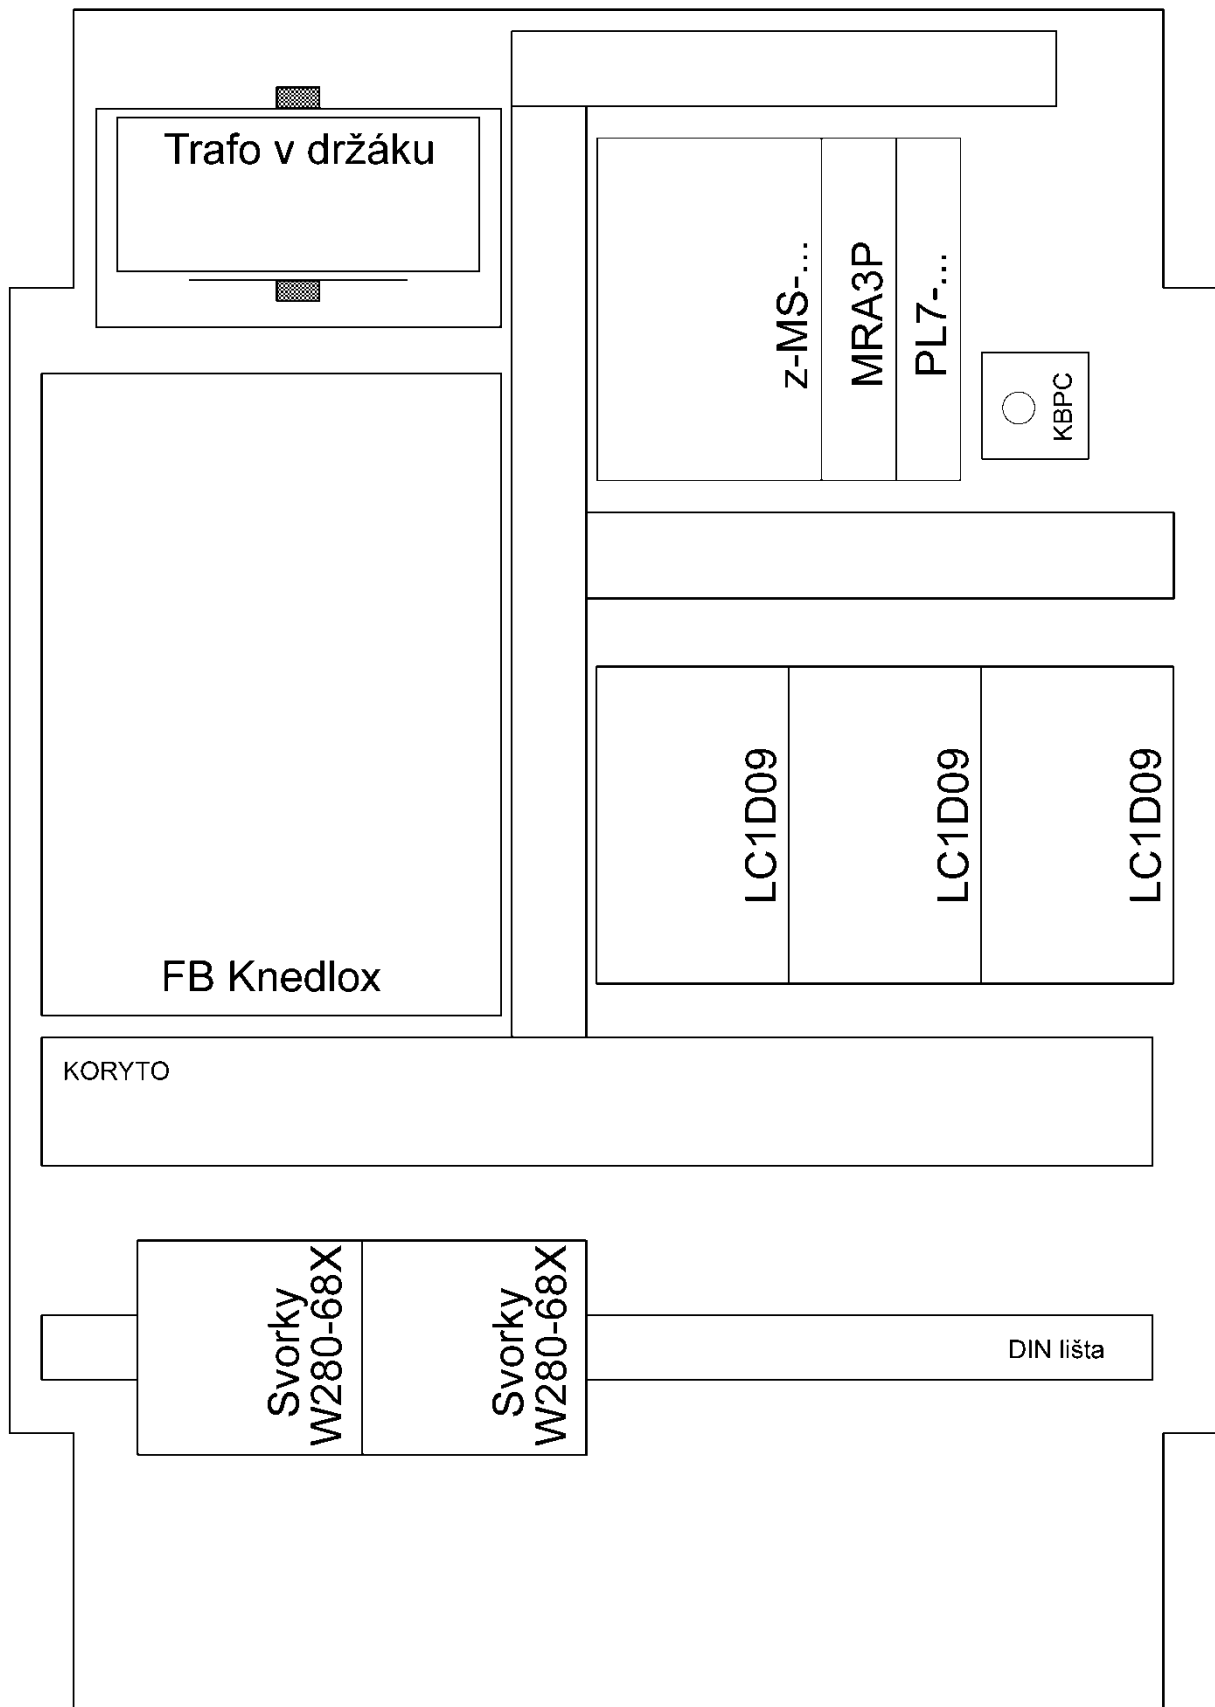 Trafo v držáku
z-MS-...
MRA3P
PL7-...
KBPC
LC1D09
LC1D09
LC1D09
FB Knedlox
KORYTO
Svorky
W280-68X
Svorky
W280-68X
DIN lišta